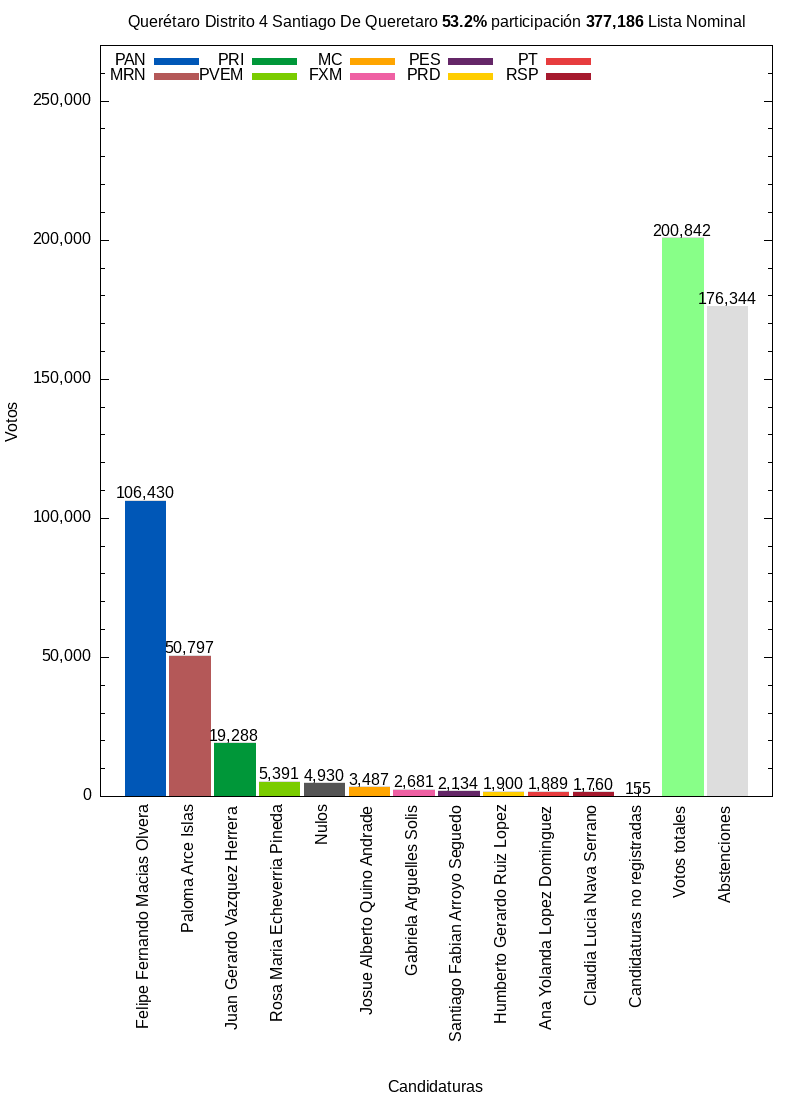 Querétaro Distrito 4 Santiago De Queretaro 53.2% participación 377,186 Lista Nominal
PAN PRI MC PES PT
MRN PVEM FXM PRD RSP
250,000
200,000
150,000
100,000
50,000
0
Votos
106,430
50,797
19,288
5,391
4,930
3,487
2,681
2,134
1,900
1,889
1,760
155
200,842
176,344
Felipe Fernando Macias Olvera
Paloma Arce Islas
Juan Gerardo Vazquez Herrera
Rosa Maria Echeverria Pineda
Nulos
Josue Alberto Quino Andrade
Gabriela Arguelles Solis
Santiago Fabian Arroyo Seguedo
Humberto Gerardo Ruiz Lopez
Ana Yolanda Lopez Dominguez
Claudia Lucia Nava Serrano
Candidaturas no registradas
Votos totales
Abstenciones
Candidaturas